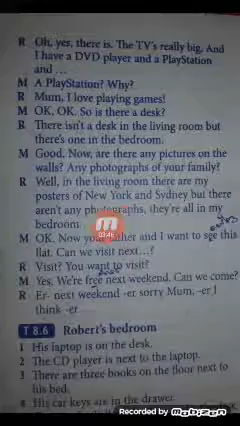 R Oh, yes, there is. The TV's really big. And
I have a DVD player and a PlayStation
and ...
M A PlayStation? Why?
R Mum, I love playing games!
M OK, OK. So is there a desk?
R There isn't a desk in the living room but
there's one in the bedroom.
M Good. Now, are there any pictures on the
walls? Any photographs of your family?
R Well, in the living room there are my
posters of New York and Sydney but there
aren't any photographs, they're all in my
bedroom.
M OK. Now your father and I want to see this
flat. Can we visit next...?
R Visit? You want to visit?
M Yes. We're free next weekend. Can we come?
R Er- next weekend -er sorry Mum, -er I
think -er
T 8.6 Robert's bedroom
1 His laptop is on the desk.
2 The CD player is next to the laptop.
3 There are three books on the floor next to
his bed.
4 His car keys are in the drawer.
03:46
Recorded by mobizen